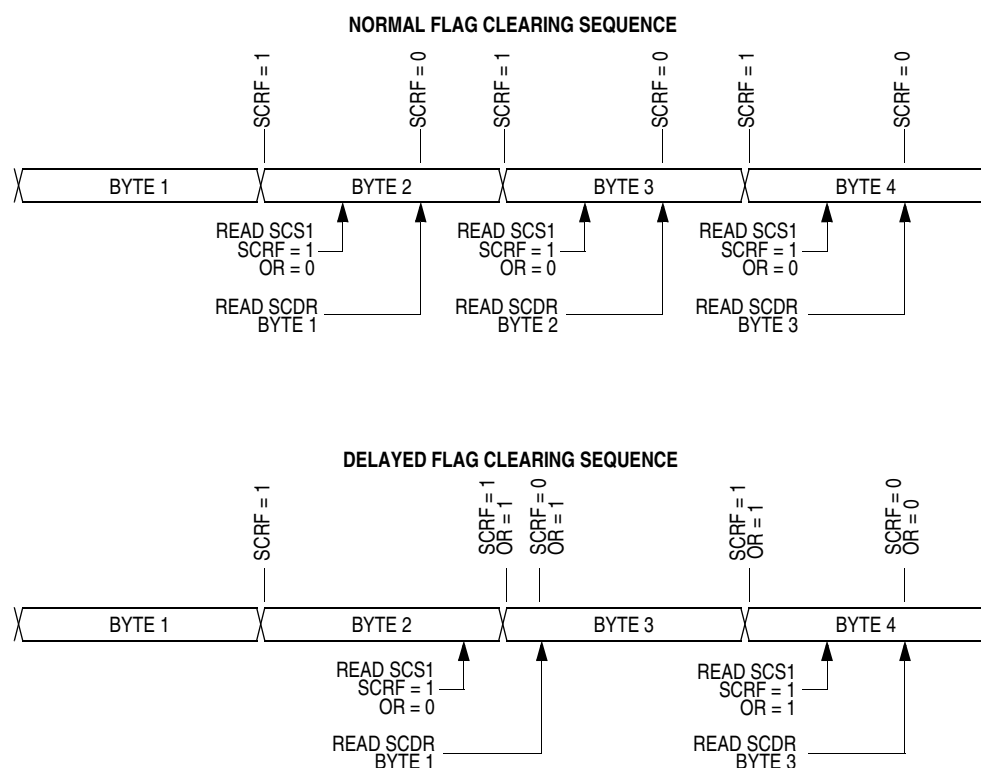 NORMAL FLAG CLEARING SEQUENCE
SCRF = 1
SCRF = 0
SCRF = 1
SCRF = 0
SCRF = 1
SCRF = 0
BYTE 1
BYTE 2
BYTE 3
BYTE 4
READ SCS1
SCRF = 1
OR = 0
READ SCS1
SCRF = 1
OR = 0
READ SCS1
SCRF = 1
OR = 0
READ SCDR
BYTE 1
READ SCDR
BYTE 2
READ SCDR
BYTE 3
DELAYED FLAG CLEARING SEQUENCE
SCRF = 1
SCRF = 1
OR = 1
SCRF = 0
OR = 1
SCRF = 1
OR = 1
SCRF = 0
OR = 0
BYTE 1
BYTE 2
BYTE 3
BYTE 4
READ SCS1
SCRF = 1
OR = 0
READ SCS1
SCRF = 1
OR = 1
READ SCDR
BYTE 1
READ SCDR
BYTE 3